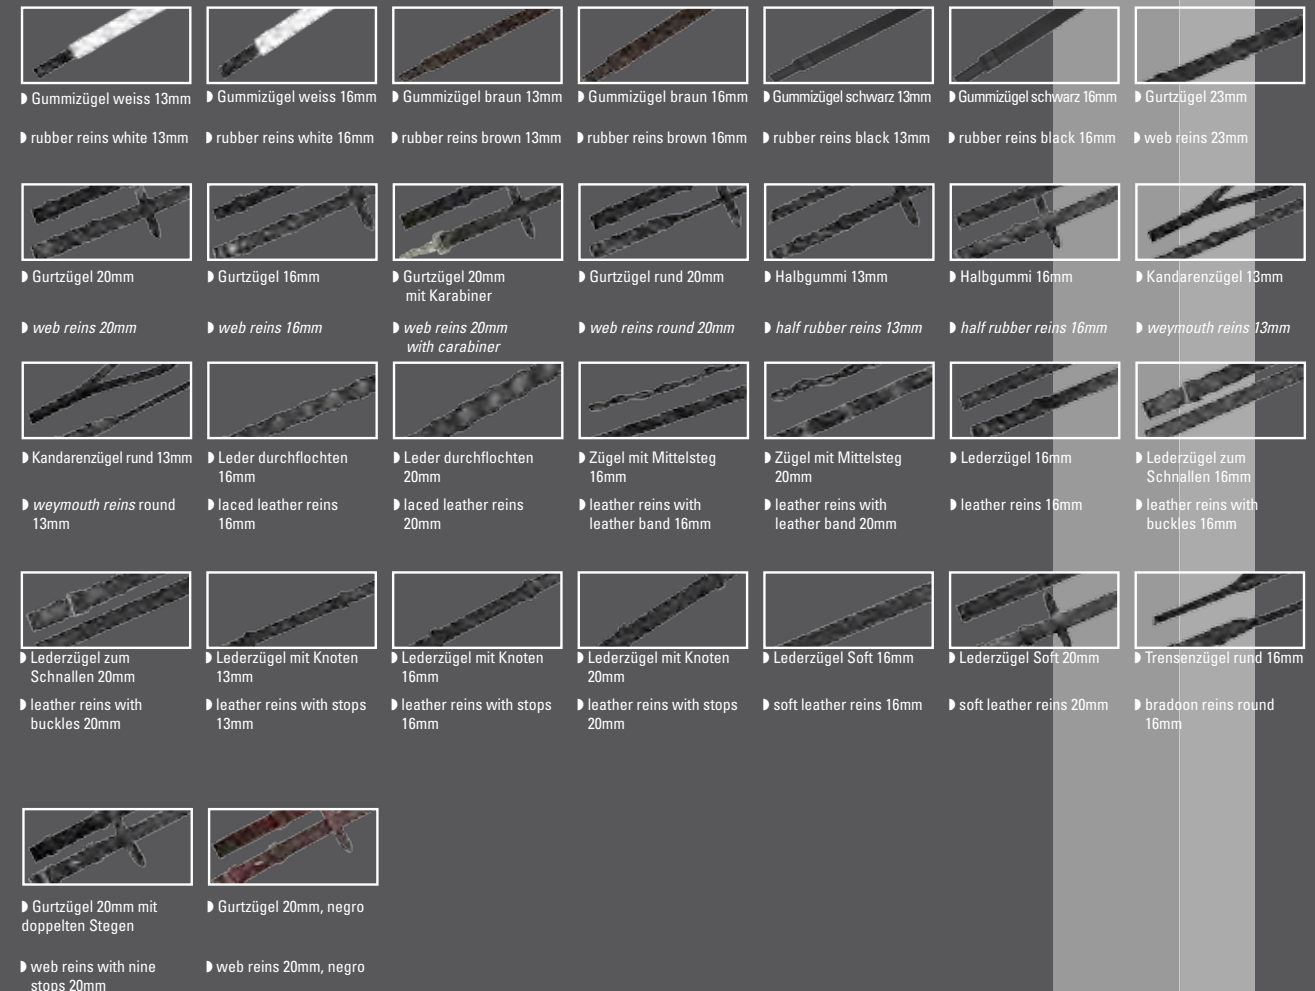 Gummizügel weiss 13mm
Gummizügel weiss 16mm
Gummizügel braun 13mm
Gummizügel braun 16mm
Gummizügel schwarz 13mm
Gummizügel schwarz 16mm
Gurtzügel 23mm
rubber reins white 13mm
rubber reins white 16mm
rubber reins brown 13mm
rubber reins brown 16mm
rubber reins black 13mm
rubber reins black 16mm
web reins 23mm
Gurtzügel 20mm
Gurtzügel 16mm
Gurtzügel 20mm
mit Karabiner
Gurtzügel rund 20mm
Halbgummi 13mm
Halbgummi 16mm
Kandarenzügel 13mm
web reins 20mm
web reins 16mm
web reins 20mm
with carabiner
web reins round 20mm
half rubber reins 13mm
half rubber reins 16mm
weymouth reins 13mm
Kandarenzügel rund 13mm
Leder durchflochten
16mm
Leder durchflochten
20mm
Zügel mit Mittelsteg
16mm
Zügel mit Mittelsteg
20mm
Lederzügel 16mm
Lederzügel zum
Schnallen 16mm
weymouth reins round
13mm
laced leather reins
16mm
laced leather reins
20mm
leather reins with
leather band 16mm
leather reins with
leather band 20mm
leather reins 16mm
leather reins with
buckles 16mm
Lederzügel zum
Schnallen 20mm
Lederzügel mit Knoten
13mm
Lederzügel mit Knoten
16mm
Lederzügel mit Knoten
20mm
Lederzügel Soft 16mm
Lederzügel Soft 20mm
Trensenzügel rund 16mm
leather reins with
buckles 20mm
leather reins with stops
13mm
leather reins with stops
16mm
leather reins with stops
20mm
soft leather reins 16mm
soft leather reins 20mm
bradoon reins round
16mm
Gurtzügel 20mm mit
doppelten Stegen
Gurtzügel 20mm, negro
web reins with nine
stops 20mm
web reins 20mm, negro